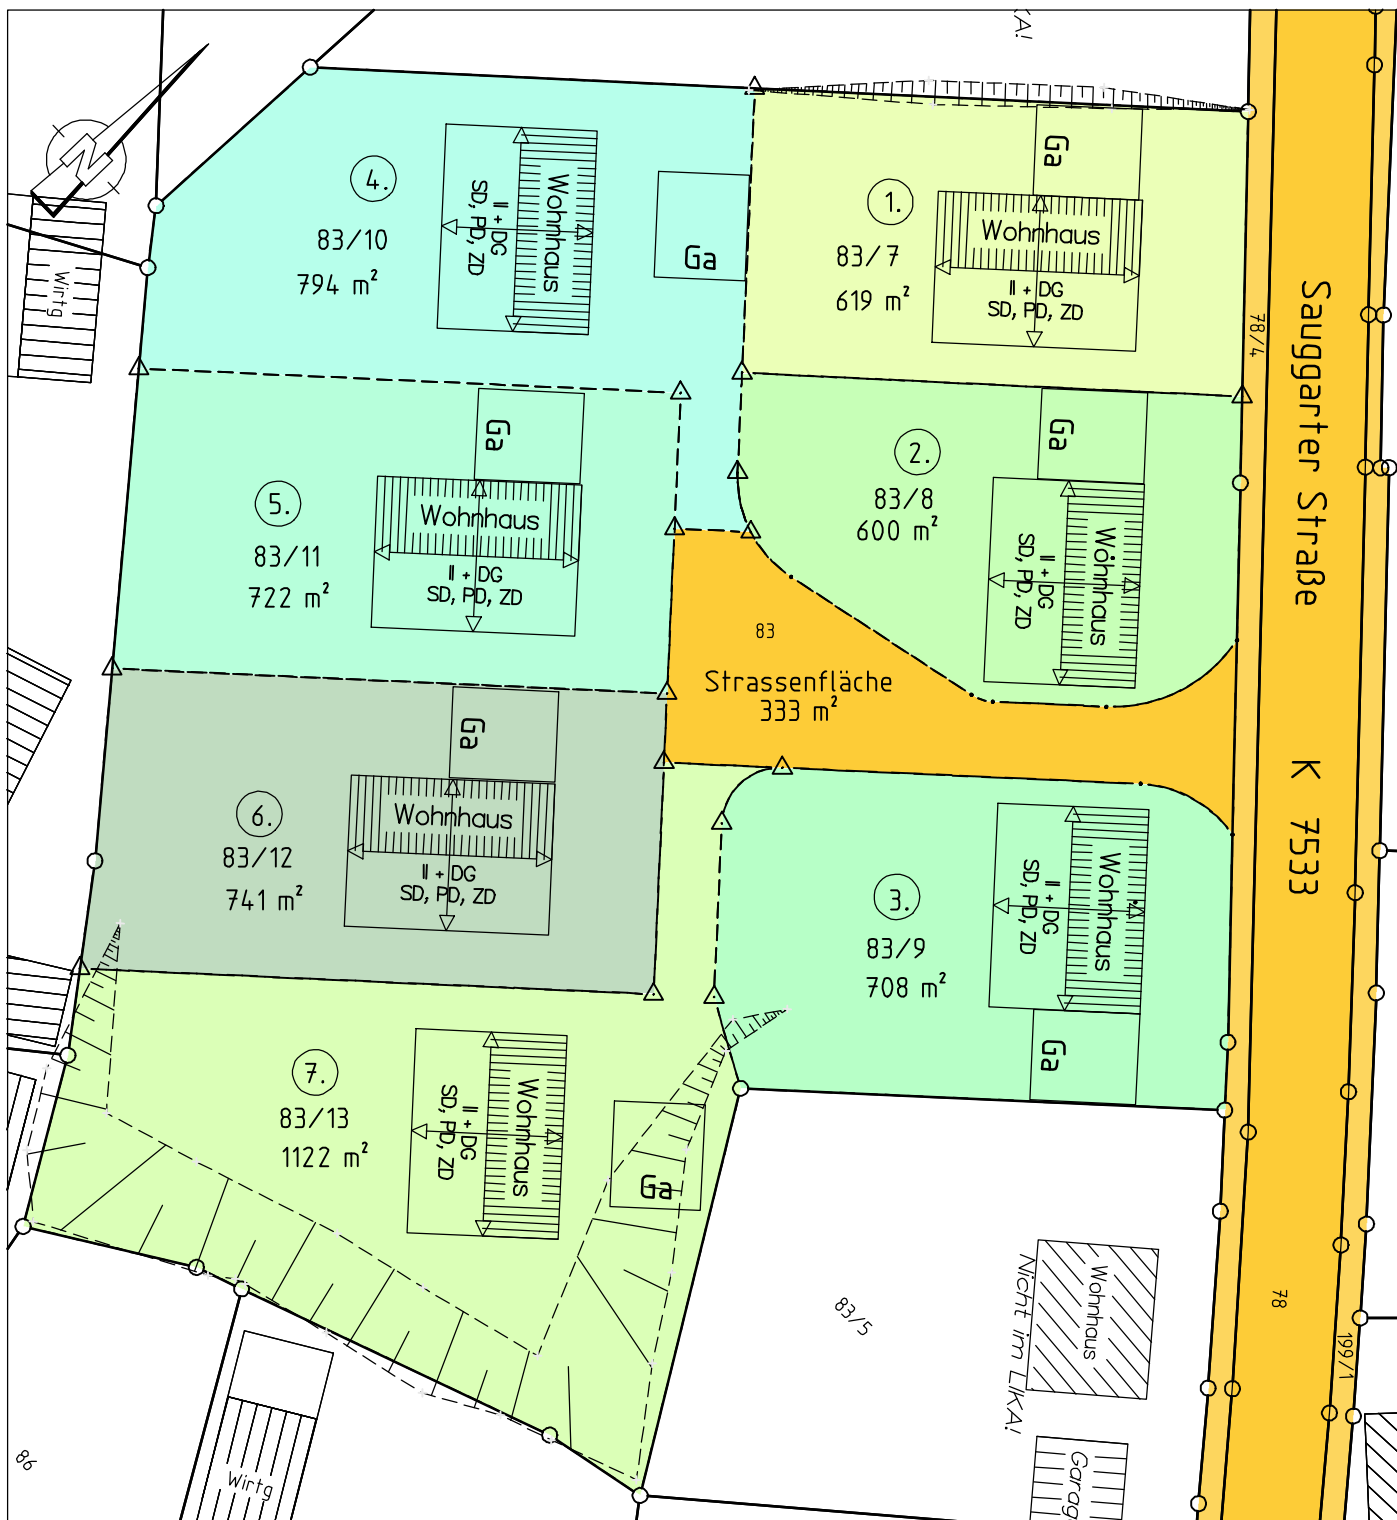 KA!
N
4.
83/10
794 m²
Wohnhaus
II + DG
SD, PD, ZD
Ga
1.
83/7
619 m²
Ga
Wohnhaus
II + DG
SD, PD, ZD
Wirtg
78/4
Sauggarter Straße
K 7533
5.
83/11
722 m²
Ga
Wohnhaus
II + DG
SD, PD, ZD
2.
83/8
600 m²
Ga
Wohnhaus
II + DG
SD, PD, ZD
83
Strassenfläche
333 m²
6.
83/12
741 m²
Ga
Wohnhaus
II + DG
SD, PD, ZD
3.
83/9
708 m²
Wohnhaus
II + DG
SD, PD, ZD
Ga
7.
83/13
1122 m²
Wohnhaus
II + DG
SD, PD, ZD
Ga
83/5
Wohnhaus
Nicht im LIKA!
78
199/1
Garag
86
Wirtg